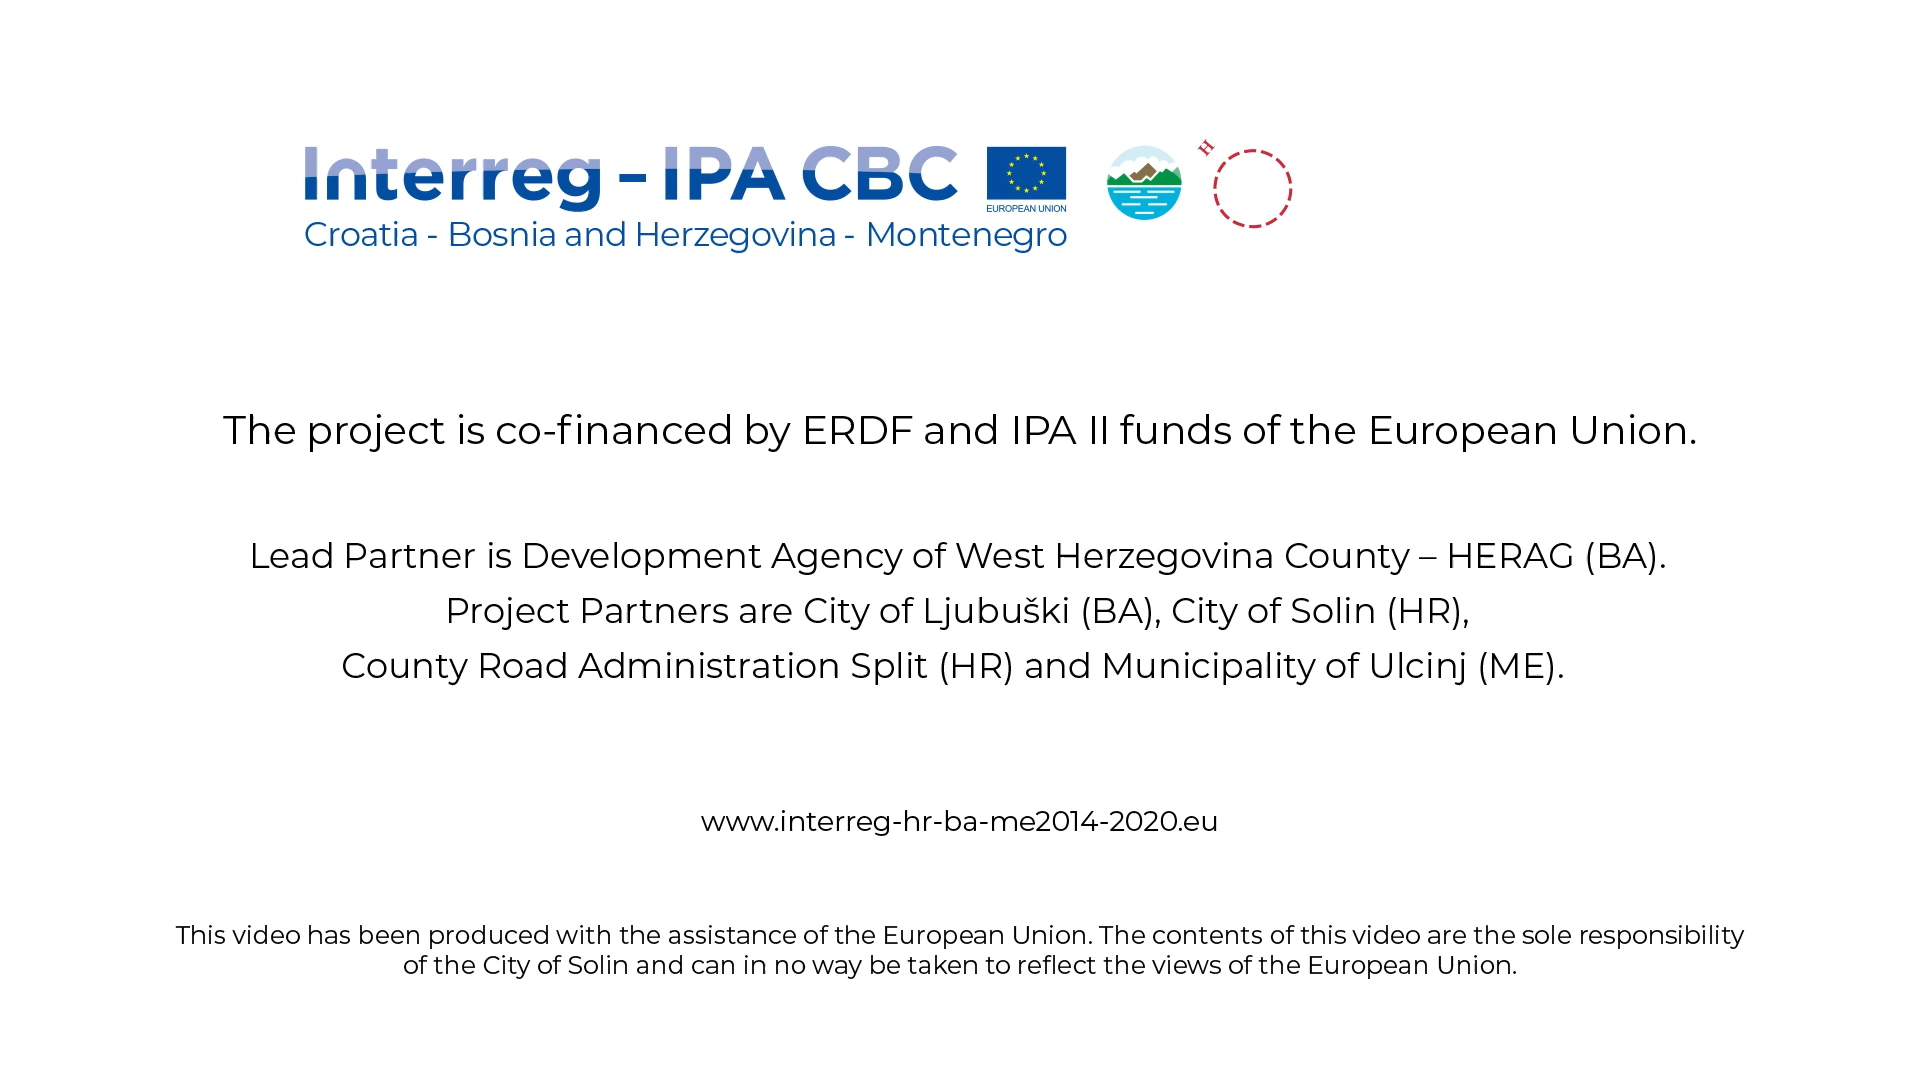 Interreg - IPA CBC
EUROPEAN UNION
Croatia - Bosnia and Herzegovina - Montenegro
H
The project is co-financed by ERDF and IPA II funds of the European Union.
Lead Partner is Development Agency of West Herzegovina County – HERAG (BA).
Project Partners are City of Ljubuški (BA), City of Solin (HR),
County Road Administration Split (HR) and Municipality of Ulcinj (ME).
www.interreg-hr-ba-me2014-2020.eu
This video has been produced with the assistance of the European Union. The contents of this video are the sole responsibility
of the City of Solin and can in no way be taken to reflect the views of the European Union.